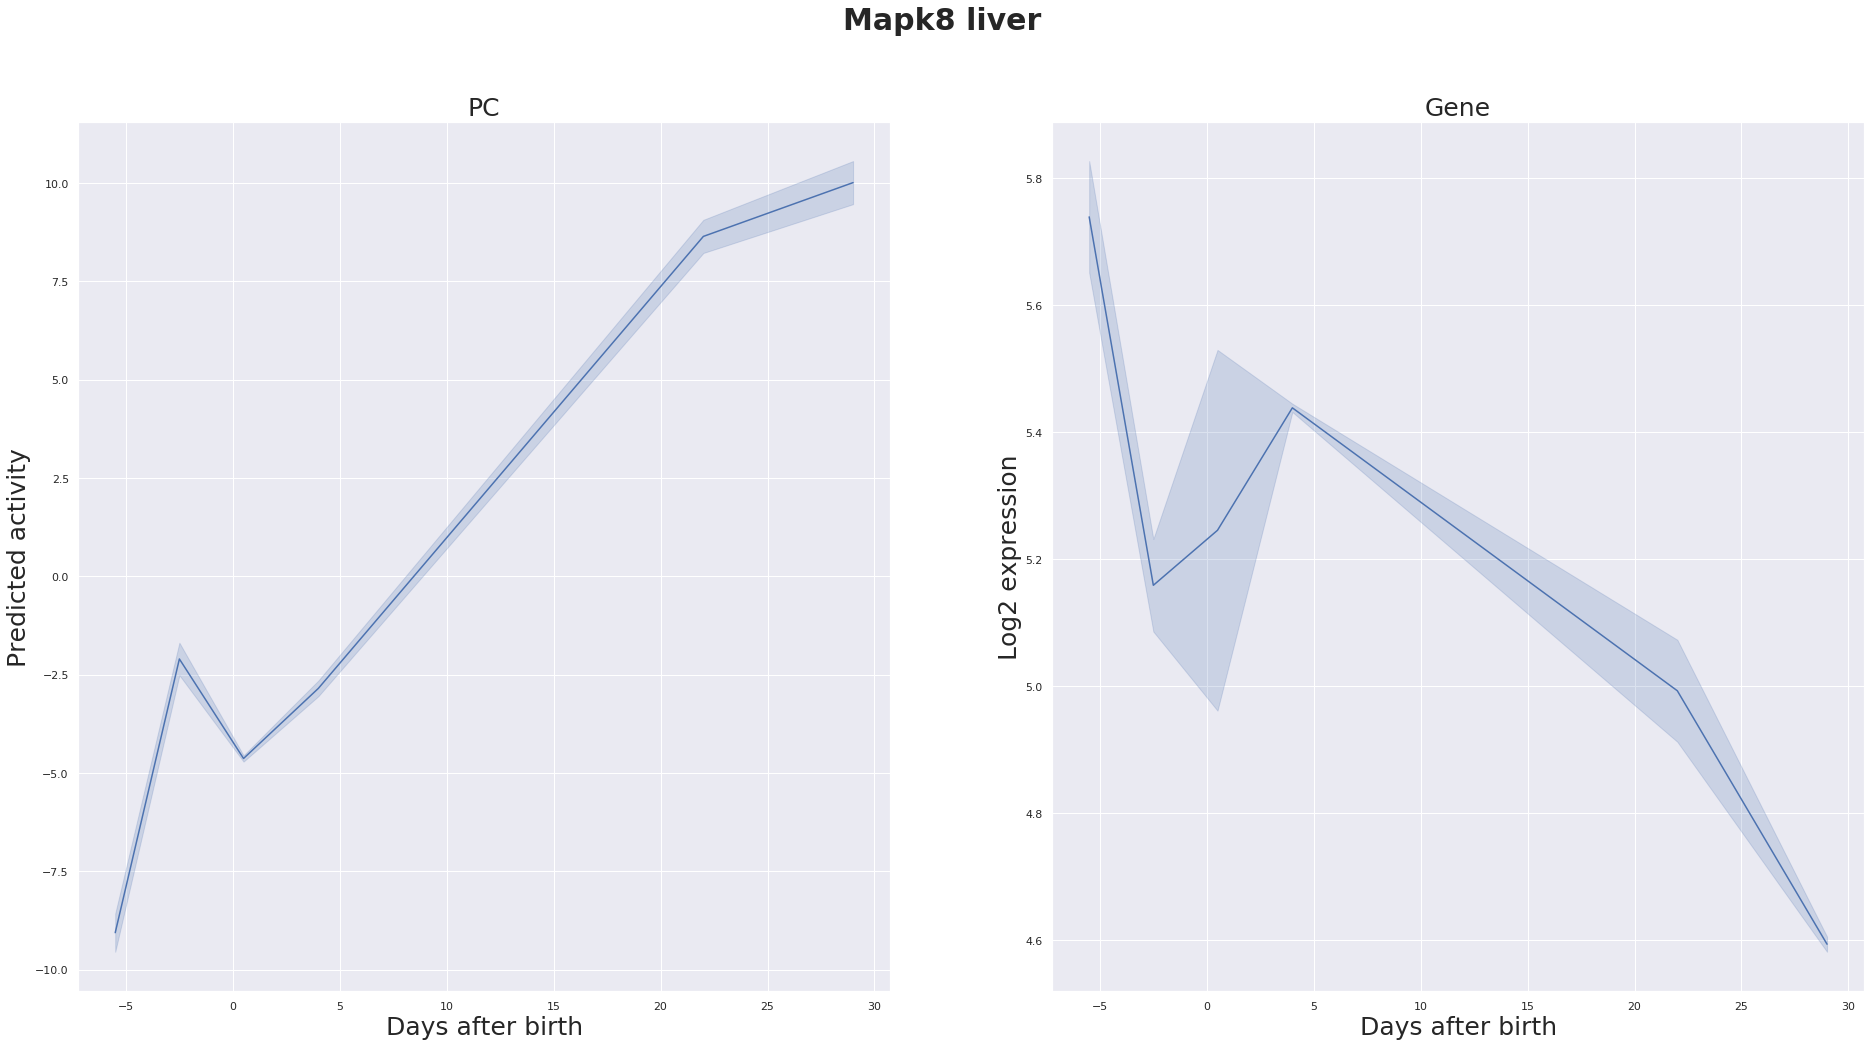 Mapk8 liver
PC
Predicted activity
10.0
7.5
5.0
2.5
0.0
−2.5
−5.0
−7.5
−10.0
−5 0 5 10 15 20 25 30
Days after birth
Gene
Log2 expression
5.8
5.6
5.4
5.2
5.0
4.8
4.6
−5 0 5 10 15 20 25 30
Days after birth